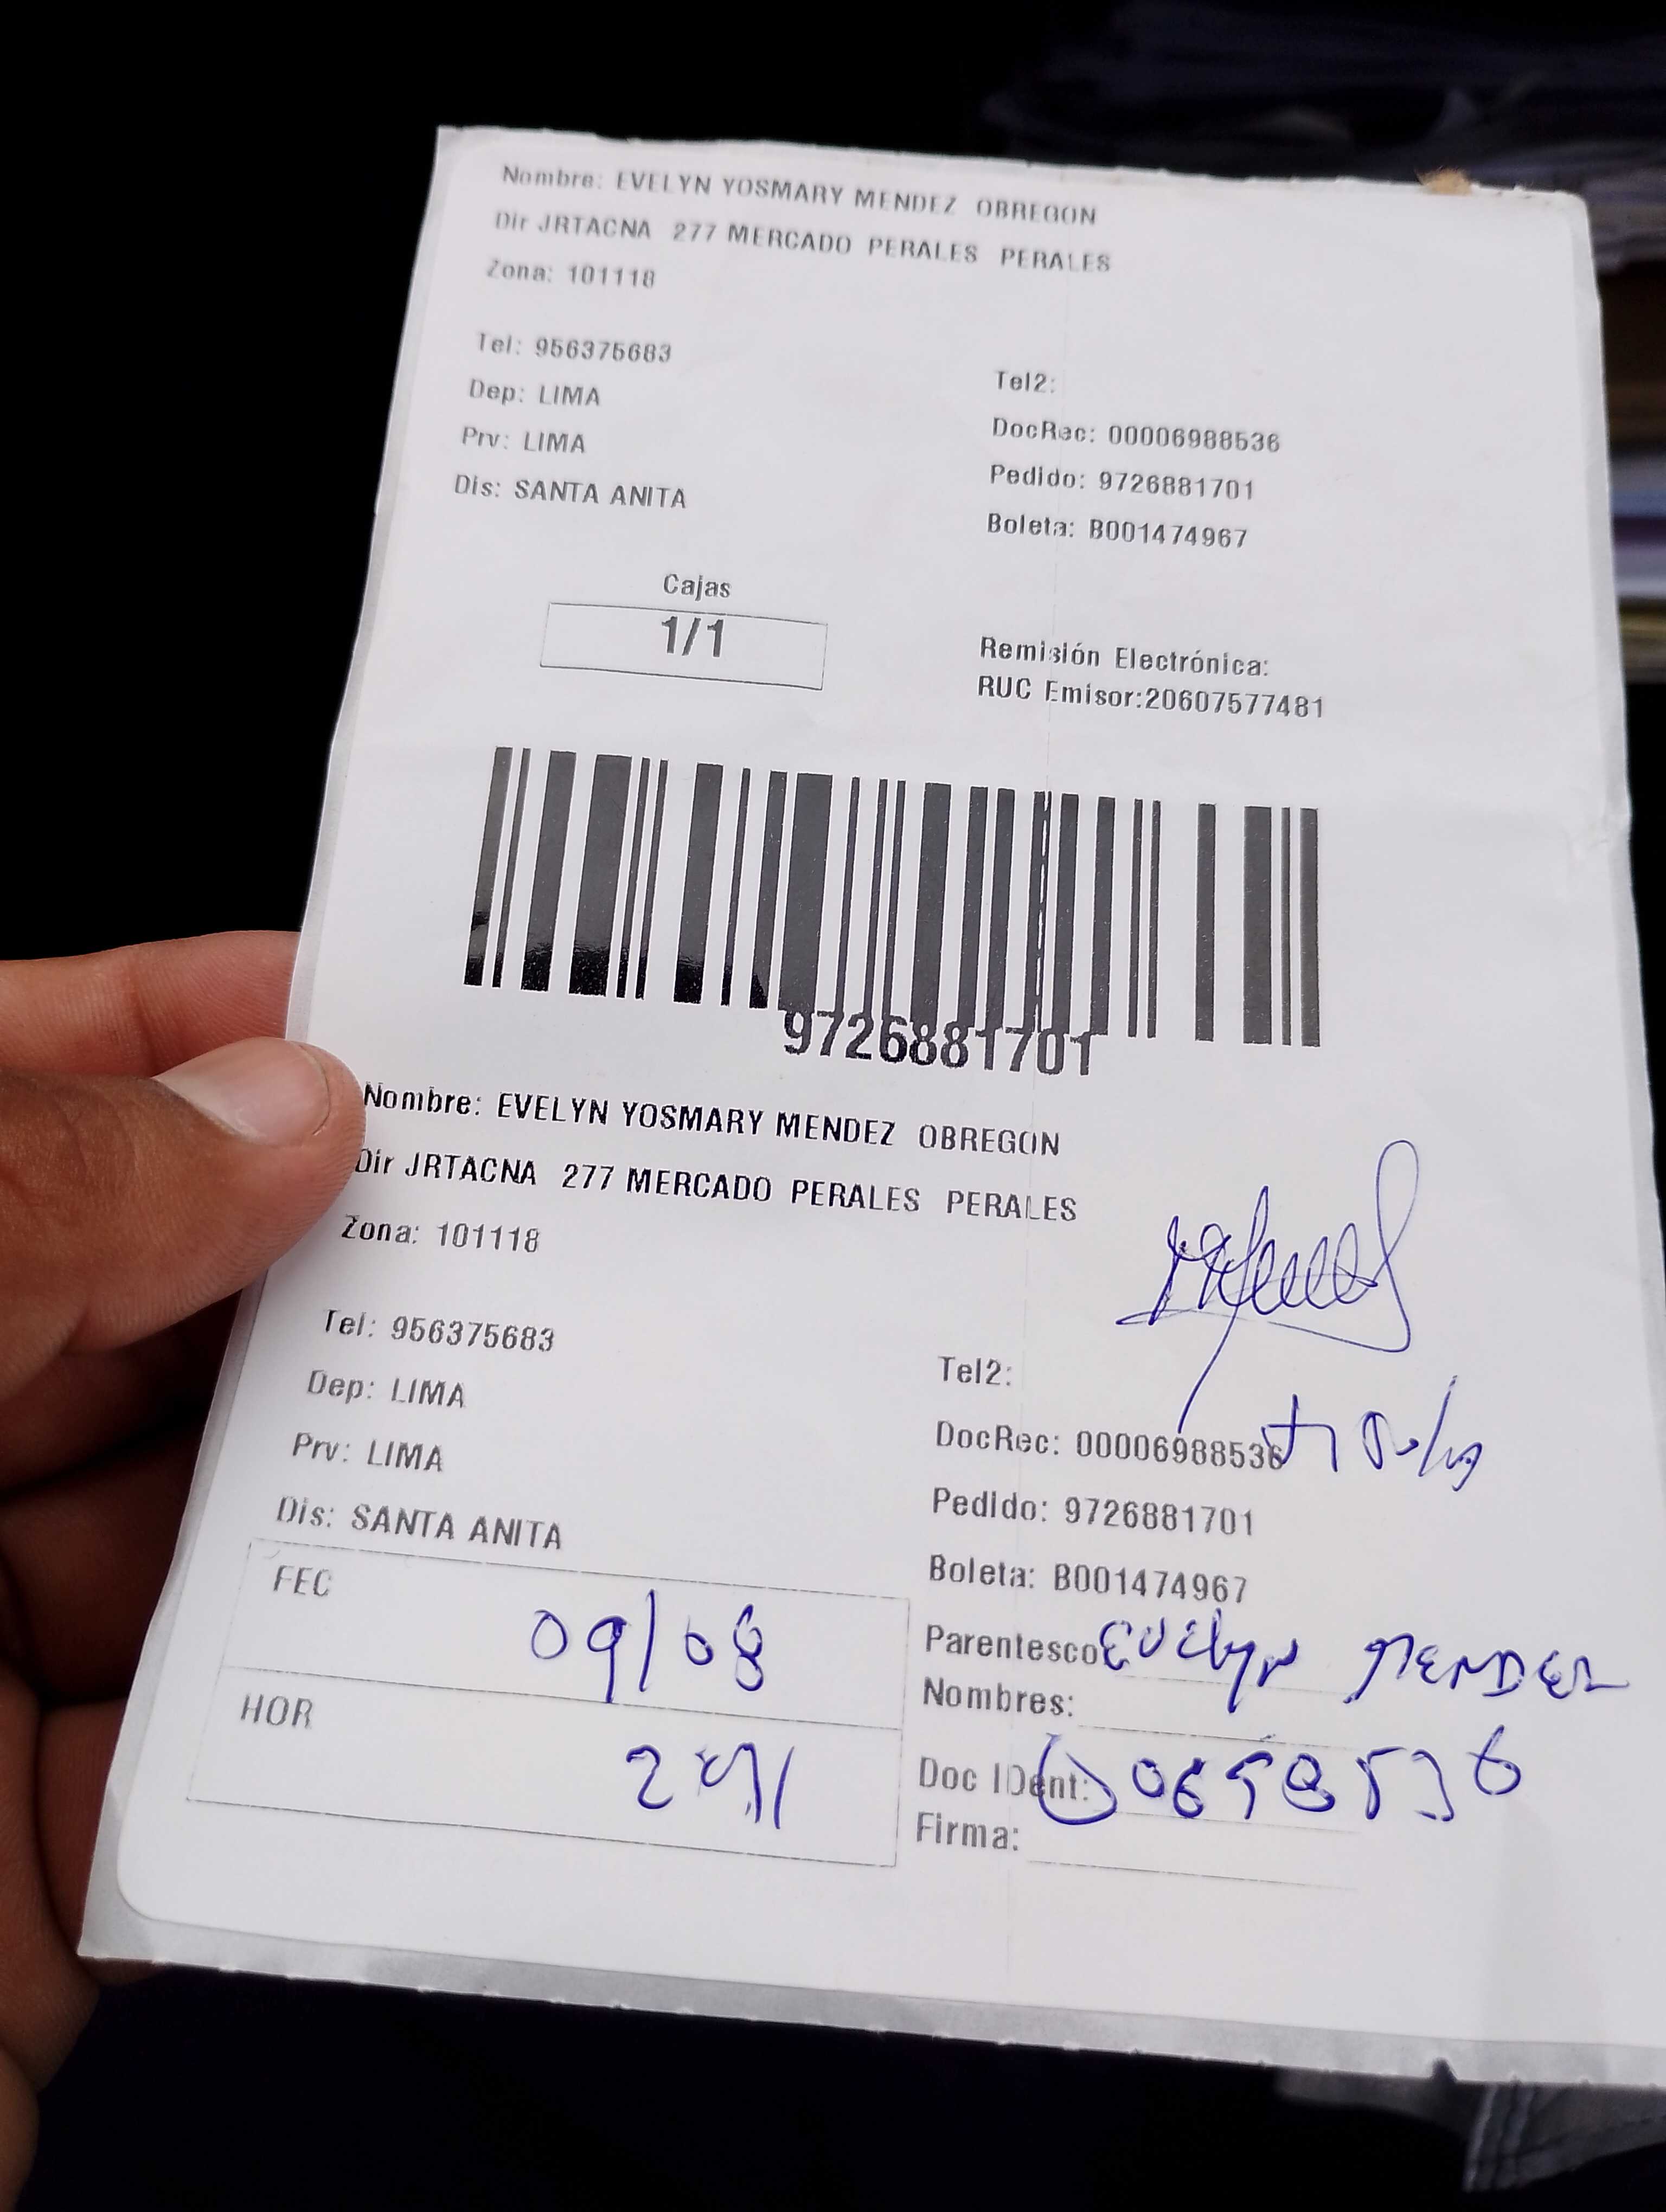 Nombre: EVELYN YOSMARY MENDEZ OBREGON
Dir JRTACNA 277 MERCADO PERALES PERALES
Zona: 101118
Tel: 956375683
Tel2:
Dep: LIMA
DocRec: 00006988536
Prv: LIMA
Pedido: 9726881701
Dis: SANTA ANITA
Boleta: B001474967
Cajas
1/1
Remisión Electrónica:
RUC Emisor:20607577481
9726881701
Nombre: EVELYN YOSMARY MENDEZ OBREGON
Dir JRTACNA 277 MERCADO PERALES PERALES
Zona: 101118
Tel: 956375683
Tel2:
Dep: LIMA
DocRec: 00006988536
Prv: LIMA
Pedido: 9726881701
Dis: SANTA ANITA
Boleta: B001474967
FEC 09/08
Parentesco Evelyn MENDEZ
Nombres:
HOR
Doc IDent:
Firma: